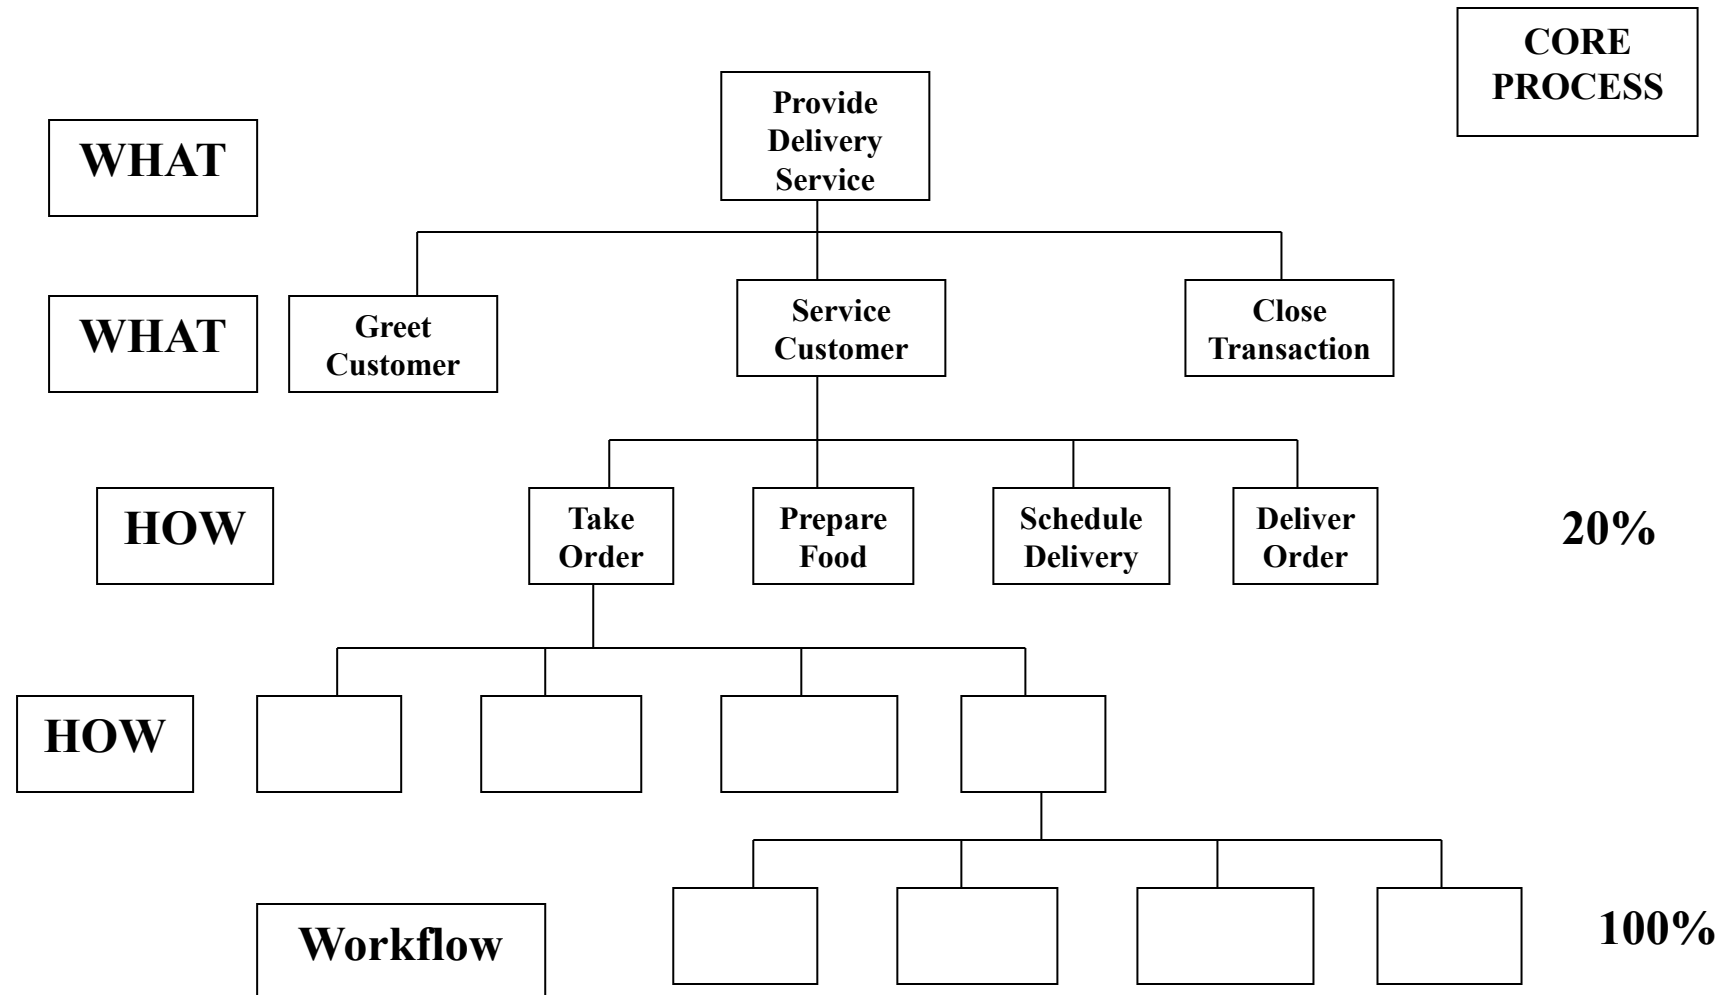 CORE
PROCESS
Provide
Delivery
Service
WHAT
WHAT
Greet
Customer
Service
Customer
Close
Transaction
HOW
Take
Order
Prepare
Food
Schedule
Delivery
Deliver
Order
20%
HOW
Workflow
100%